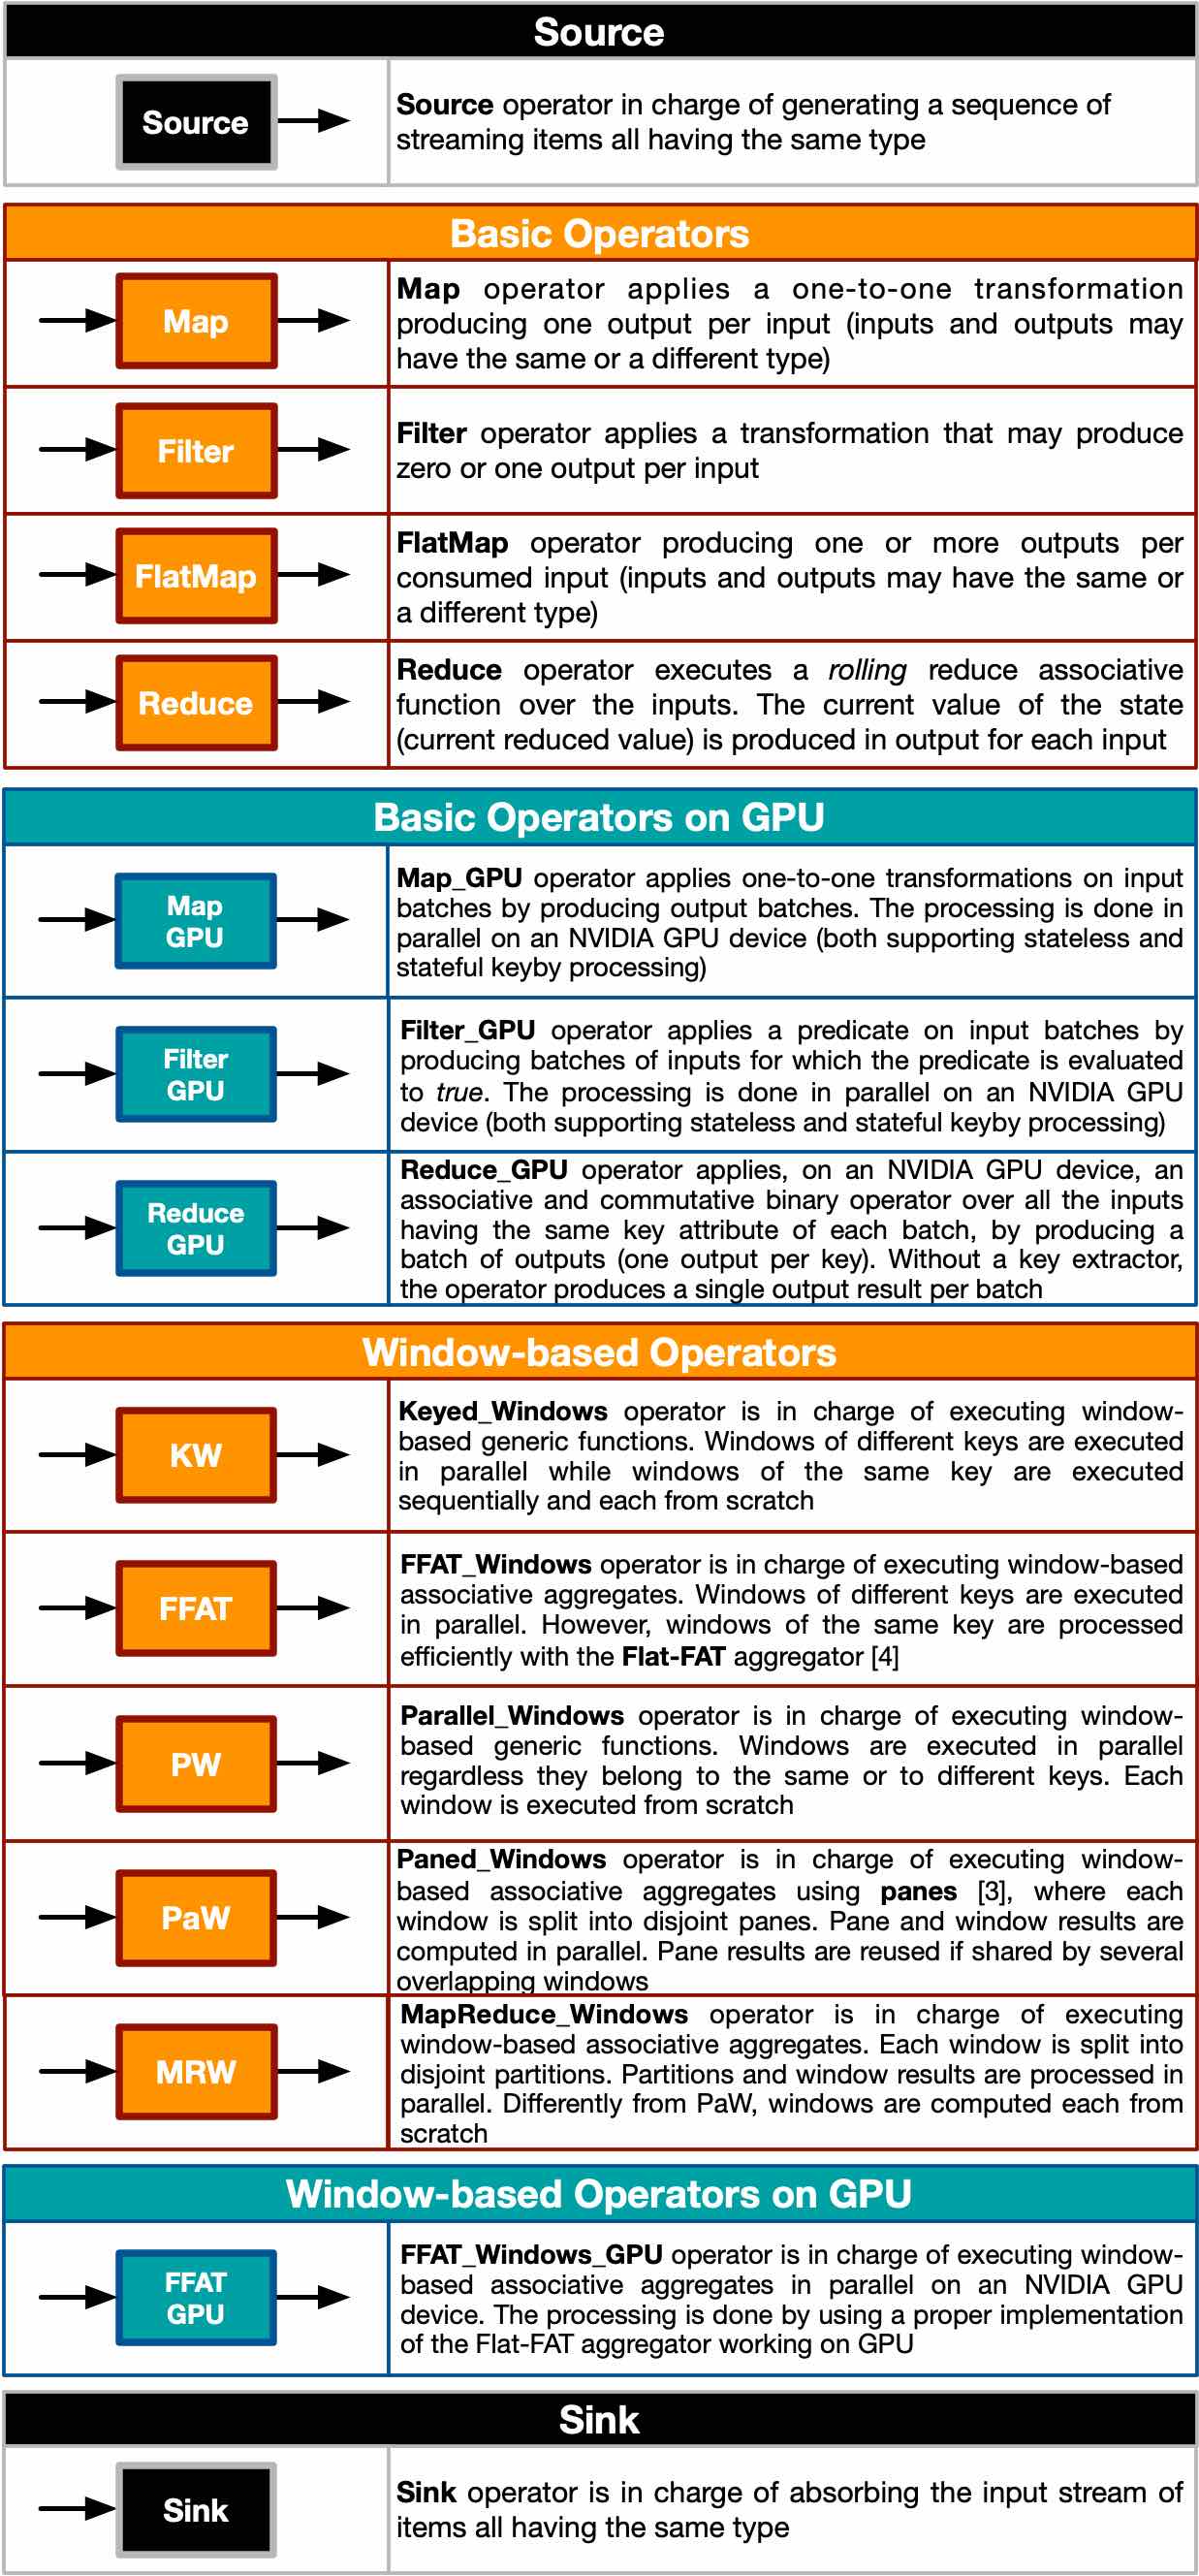 Source
Source
Source operator in charge of generating a sequence of
streaming items all having the same type
Basic Operators
Map
Map operator applies a one-to-one transformation
producing one output per input (inputs and outputs may
have the same or a different type)
Filter
Filter operator applies a transformation that may produce
zero or one output per input
FlatMap
FlatMap operator producing one or more outputs per
consumed input (inputs and outputs may have the same or
a different type)
Reduce
Reduce operator executes a rolling reduce associative
function over the inputs. The current value of the state
(current reduced value) is produced in output for each input
Basic Operators on GPU
Map
GPU
Map_GPU operator applies one-to-one transformations on input
batches by producing output batches. The processing is done in
parallel on an NVIDIA GPU device (both supporting stateless and
stateful keyby processing)
Filter
GPU
Filter_GPU operator applies a predicate on input batches by
producing batches of inputs for which the predicate is evaluated
to true. The processing is done in parallel on an NVIDIA GPU
device (both supporting stateless and stateful keyby processing)
Reduce
GPU
Reduce_GPU operator applies, on an NVIDIA GPU device, an
associative and commutative binary operator over all the inputs
having the same key attribute of each batch, by producing a
batch of outputs (one output per key). Without a key extractor,
the operator produces a single output result per batch
Window-based Operators
KW
Keyed_Windows operator is in charge of executing window-
based generic functions. Windows of different keys are executed
in parallel while windows of the same key are executed
sequentially and each from scratch
FFAT
FFAT_Windows operator is in charge of executing window-based
associative aggregates. Windows of different keys are executed
in parallel. However, windows of the same key are processed
efficiently with the Flat-FAT aggregator [4]
PW
Parallel_Windows operator is in charge of executing window-
based generic functions. Windows are executed in parallel
regardless they belong to the same or to different keys. Each
window is executed from scratch
PaW
Paned_Windows operator is in charge of executing window-
based associative aggregates using panes [3], where each
window is split into disjoint panes. Pane and window results are
computed in parallel. Pane results are reused if shared by several
overlapping windows
MRW
MapReduce_Windows operator is in charge of executing
window-based associative aggregates. Each window is split into
disjoint partitions. Partitions and window results are processed in
parallel. Differently from PaW, windows are computed each from
scratch
Window-based Operators on GPU
FFAT
GPU
FFAT_Windows_GPU operator is in charge of executing window-
based associative aggregates in parallel on an NVIDIA GPU
device. The processing is done by using a proper implementation
of the Flat-FAT aggregator working on GPU
Sink
Sink
Sink operator is in charge of absorbing the input stream of
items all having the same type